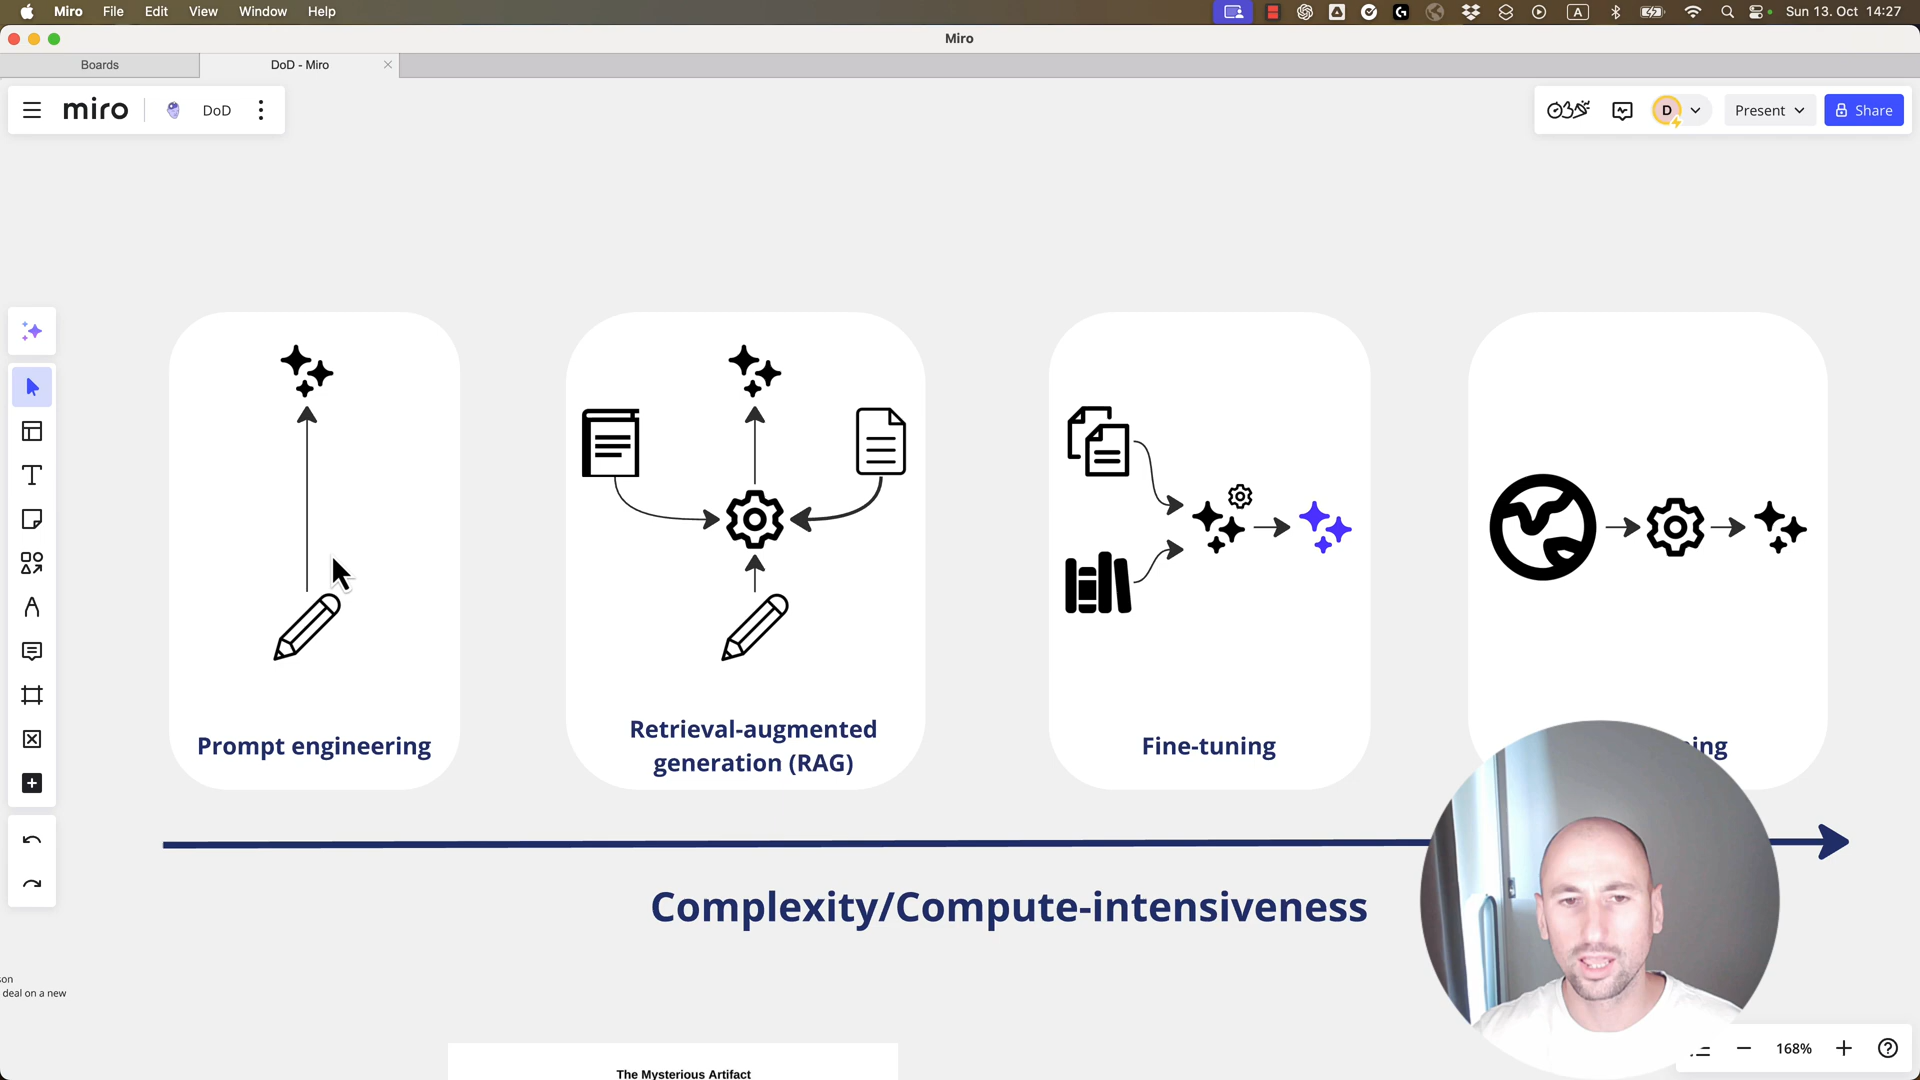 Miro File Edit View Window Help
Sun 13. Oct 14:27
Miro
Boards
DoD - Miro
miro
DoD
D
Present
Share
Prompt engineering
Retrieval-augmented
generation (RAG)
Fine-tuning
Complexity/Compute-intensiveness
deal on a new
The Mysterious Artifact
168%